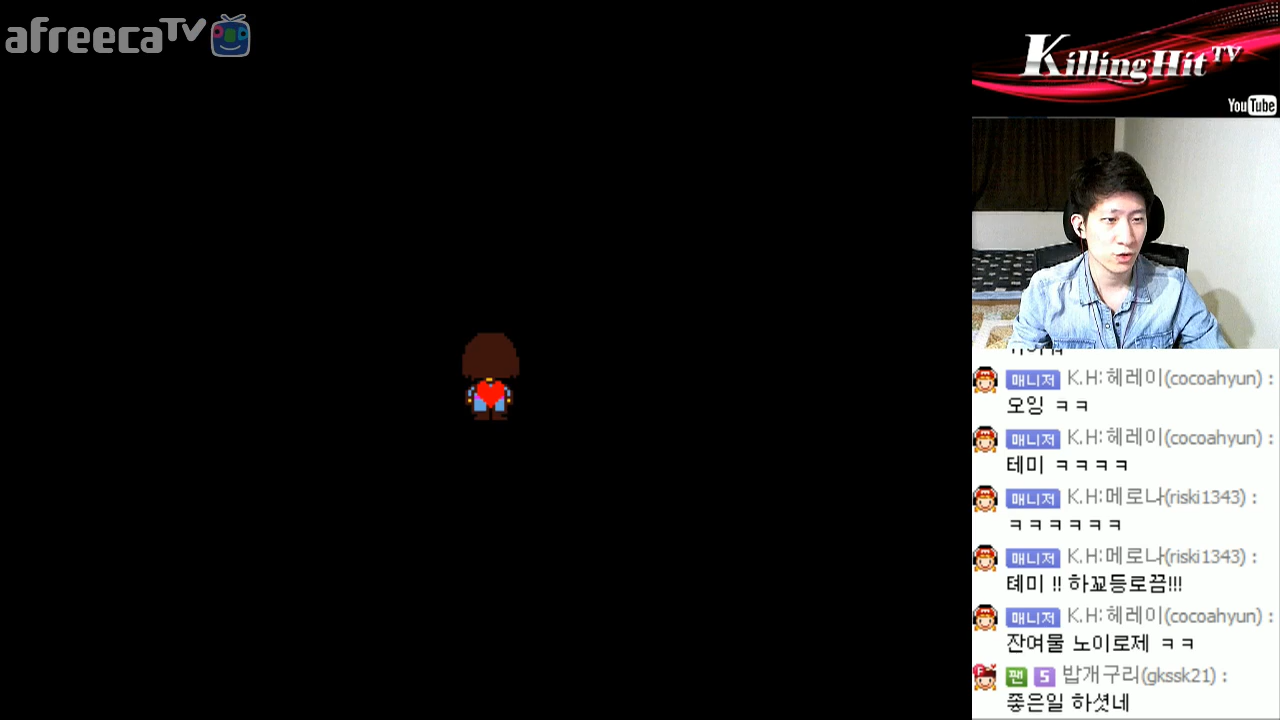 afreecaTV
KillingHit TV
YouTube
매니저 K.H:헤레이(cocoahyun) :
오잉 ㅋㅋ
매니저 K.H:헤레이(cocoahyun) :
테미 ㅋㅋㅋㅋ
매니저 K.H:메로나(riski1343) :
ㅋㅋㅋㅋㅋㅋ
매니저 K.H:메로나(riski1343) :
테미 !! 하꾜등로끔!!!
매니저 K.H:헤레이(cocoahyun) :
잔여물 노이로제 ㅋㅋ
팬 5 밥개구리(gkssk21) :
좋은일 하셧네